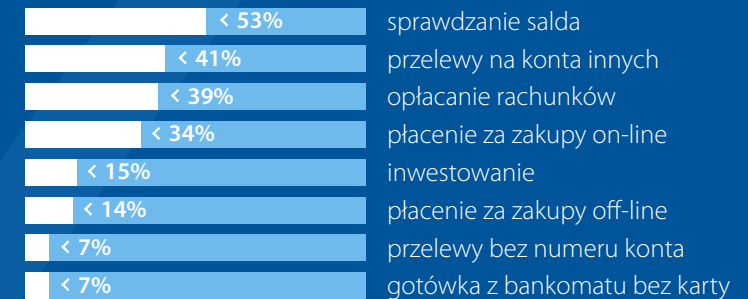 < 53% sprawdzanie salda
< 41% przelewy na konta innych
< 39% opłacanie rachunków
< 34% płacenie za zakupy on-line
< 15% inwestowanie
< 14% płacenie za zakupy off-line
< 7% przelewy bez numeru konta
< 7% gotówka z bankomatu bez karty